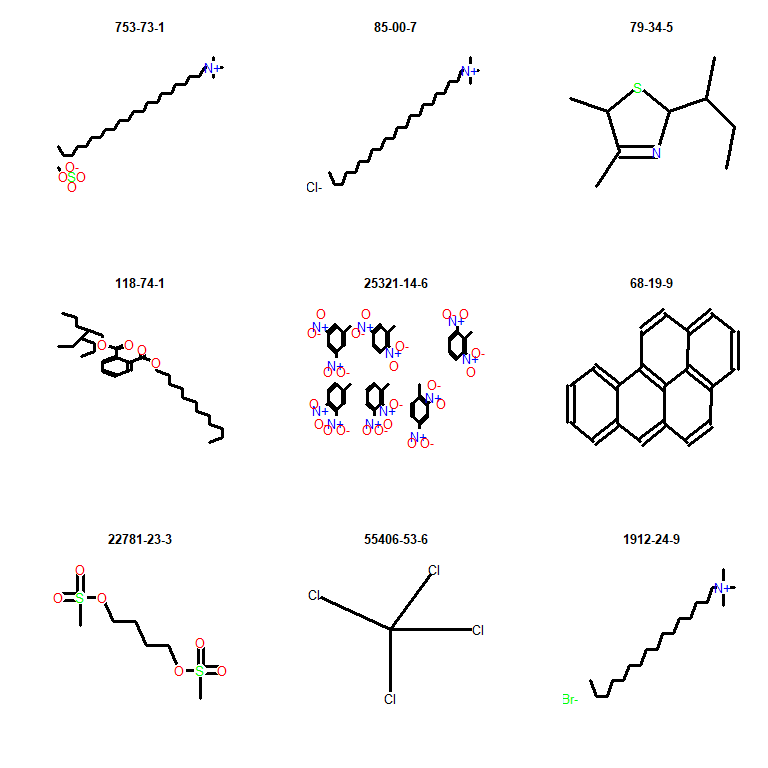 753-73-1 85-00-7 79-34-5
N+ N+
S
N
O-
O S O
O
Cl-
118-74-1 25321-14-6 68-19-9
O O O O-
N+ N+ N+
O- O-
O O O O- 
O N+ O-
N+
N+ O
O O- O
O-
N+
O O O-
N+ N+
O N+ N+ O
O O- O O-
N+
O O-
22781-23-3 55406-53-6 1912-24-9
O Cl
N+
O S O Cl
Cl
O
O S O
Cl
Br-